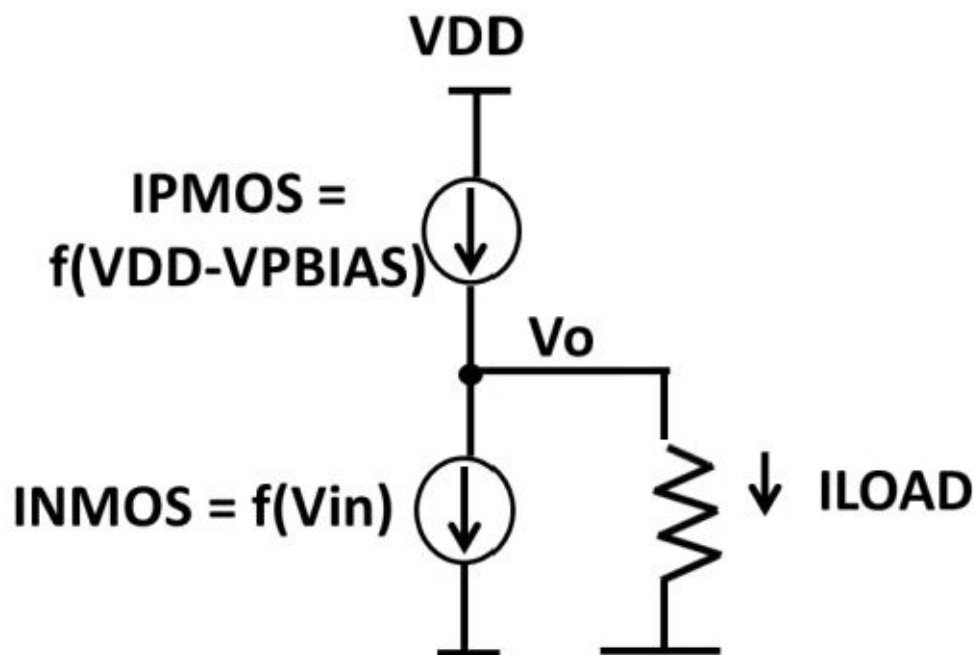 VDD
IPMOS =
f(VDD-VPBIAS)
Vo
INMOS = f(Vin)
ILOAD